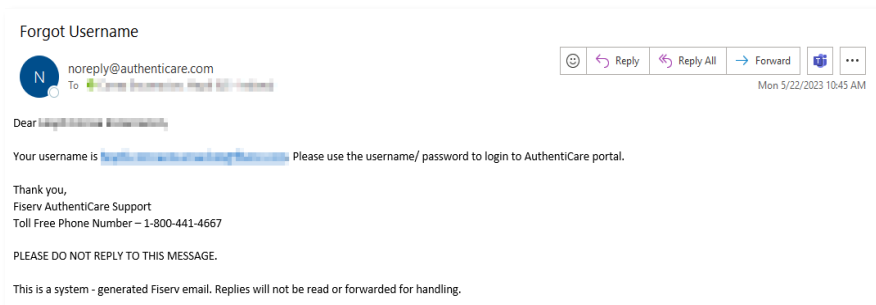 Forgot Username
N
noreply@authenticare.com
Reply
Reply All
Forward
To
Mon 5/22/2023 10:45 AM
Dear
Your username is Please use the username/ password to login to AuthentiCare portal.
Thank you,
Fiserv AuthentiCare Support
Toll Free Phone Number – 1-800-441-4667
PLEASE DO NOT REPLY TO THIS MESSAGE.
This is a system - generated Fiserv email. Replies will not be read or forwarded for handling.